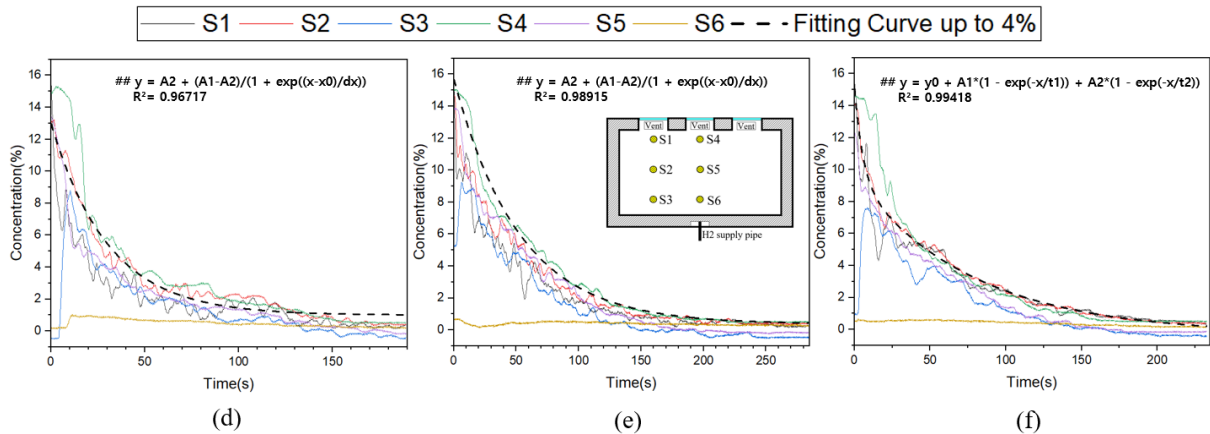 S1 S2 S3 S4 S5 S6 Fitting Curve up to 4%
## y = A2 + (A1-A2)/(1 + exp((x-x0)/dx))
R²= 0.96717
Concentration(%)
16
14
12
10
8
6
4
2
0
0 50 100 150
Time(s)
(d)
## y = A2 + (A1-A2)/(1 + exp((x-x0)/dx))
R²= 0.98915
Vent Vent Vent
S1 S4
S2 S5
S3 S6
H2 supply pipe
Concentration(%)
16
14
12
10
8
6
4
2
0
0 50 100 150 200 250
Time(s)
(e)
## y = y0 + A1*(1 - exp(-x/t1)) + A2*(1 - exp(-x/t2))
R²= 0.99418
Concentration(%)
16
14
12
10
8
6
4
2
0
0 50 100 150 200
Time(s)
(f)